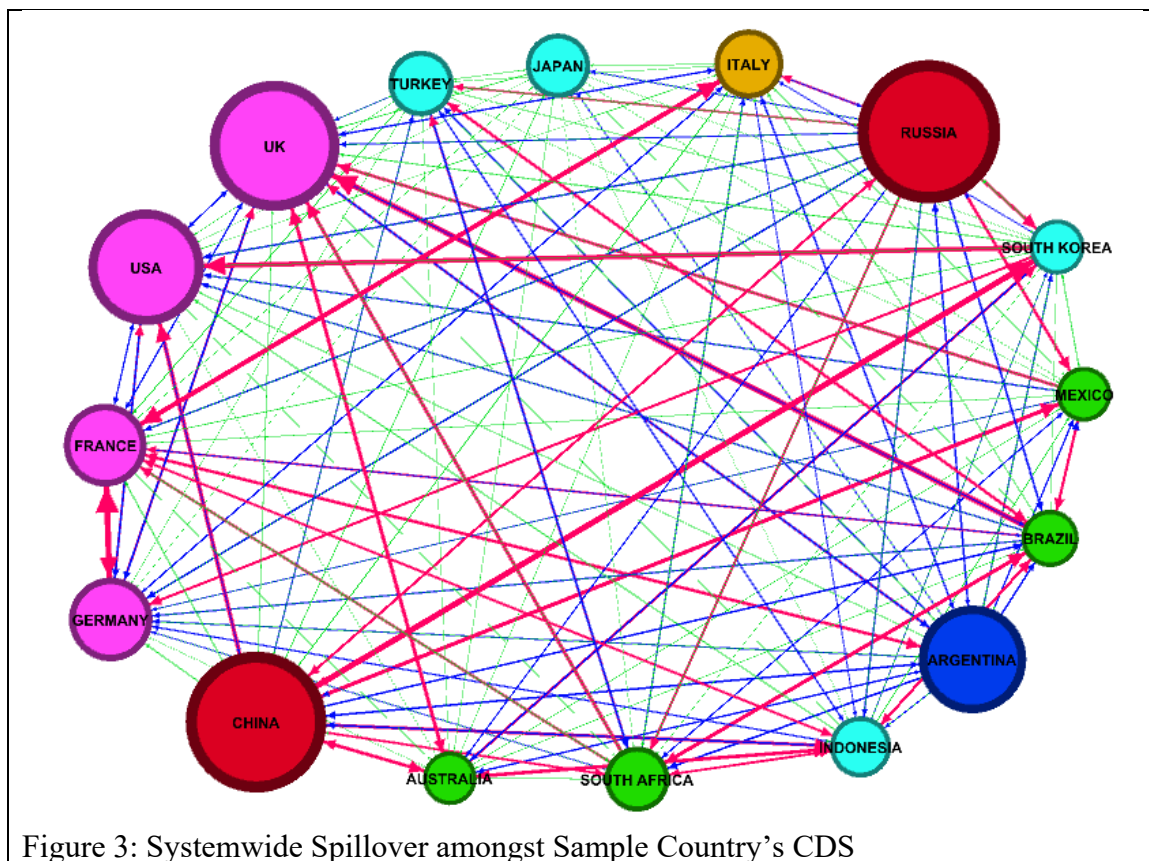 JAPAN
ITALY
TURKEY
RUSSIA
UK
SOUTH KOREA
USA
MEXICO
FRANCE
BRAZIL
GERMANY
ARGENTINA
CHINA
INDONESIA
AUSTRALIA
SOUTH AFRICA
Figure 3: Systemwide Spillover amongst Sample Country's CDS